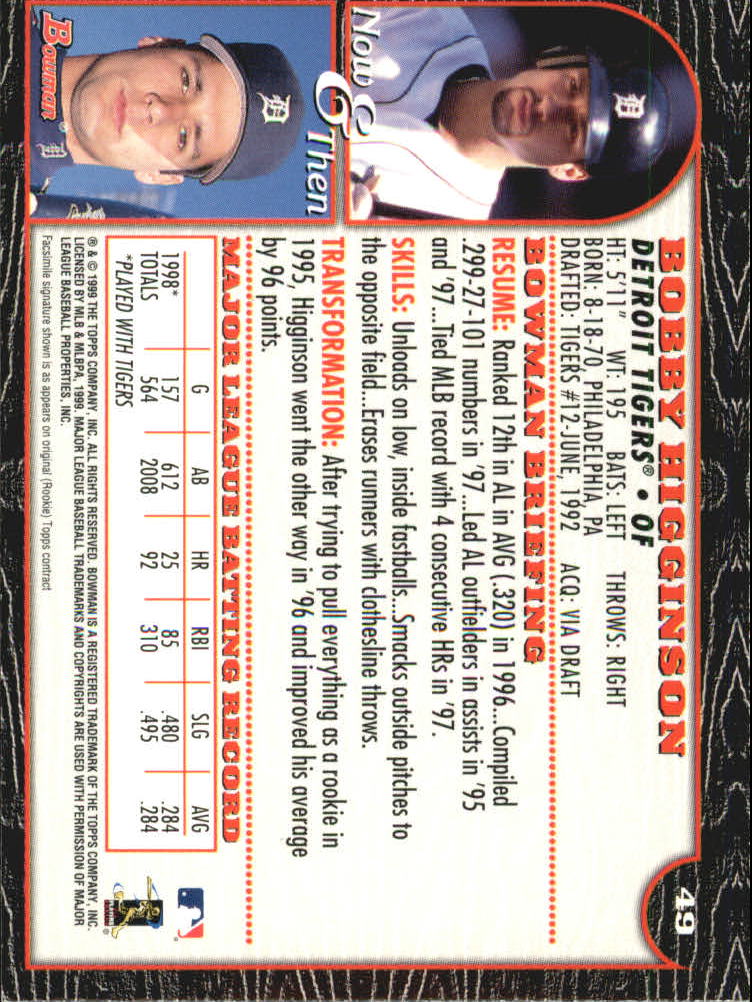 49
BOBBY HIGGINSON
DETROIT TIGERS® • OF
HT: 5'11" WT: 195 BATS: LEFT THROWS: RIGHT
BORN: 8-18-70, PHILADELPHIA, PA
DRAFTED: TIGERS #12-JUNE, 1992 ACQ: VIA DRAFT
BOWMAN BRIEFING
RESUME: Ranked 12th in AL in AVG (.320) in 1996...Compiled
.299-27-101 numbers in '97...Led AL outfielders in assists in '95
and '97...Tied MLB record with 4 consecutive HRs in '97.
SKILLS: Unloads on low, inside fastballs...Smacks outside pitches to
the opposite field...Erases runners with clothesline throws.
TRANSFORMATION: After trying to pull everything as a rookie in
1995, Higginson went the other way in '96 and improved his average
by 96 points.
MAJOR LEAGUE BATTING RECORD
G AB HR RBI SLG AVG
1998* 157 612 25 85 .480 .284
TOTALS 564 2008 92 310 .495 .284
*PLAYED WITH TIGERS
® & © 1999 THE TOPPS COMPANY, INC. ALL RIGHTS RESERVED. BOWMAN IS A REGISTERED TRADEMARK OF THE TOPPS COMPANY, INC.
LICENSED BY MLB & MLBPA, 1999. MAJOR LEAGUE BASEBALL TRADEMARKS AND COPYRIGHTS ARE USED WITH PERMISSION OF MAJOR
LEAGUE BASEBALL PROPERTIES, INC.
Facsimile signature shown is as appears on original (Rookie) Topps contract
Now & Then
Bowman®